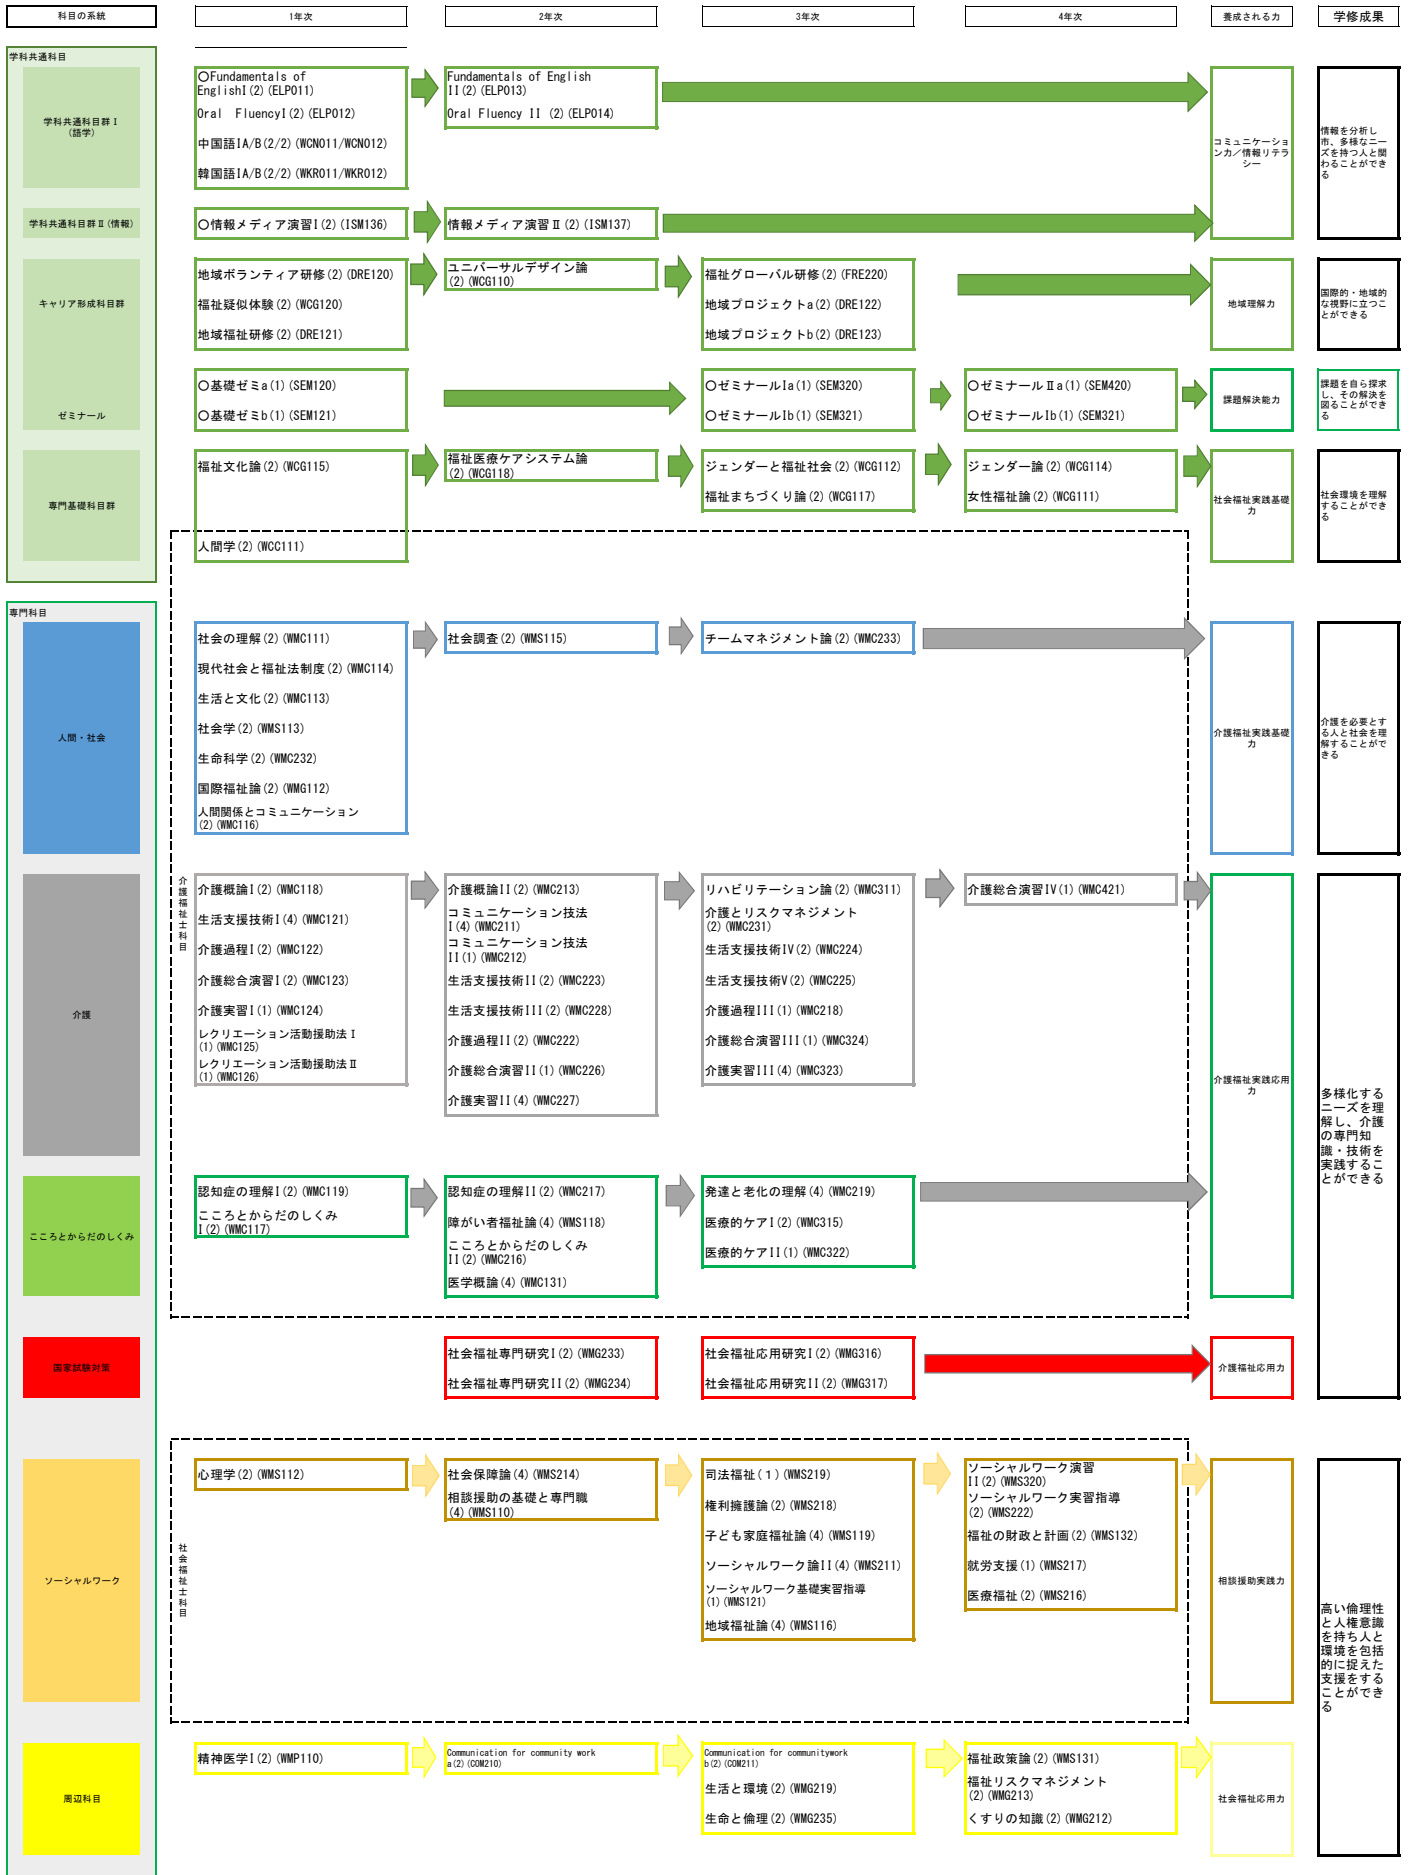 科目の系統
1年次
2年次
3年次
4年次
養成される力
学修成果
学科共通科目
学科共通科目群Ⅰ
(語学)
〇Fundamentals of
EnglishI(2)(ELP011)
Oral FluencyI(2)(ELP012)
中国語IA/B(2/2)(WCN011/WCN012)
韓国語IA/B(2/2)(WKR011/WKR012)
Fundamentals of English
II(2)(ELP013)
Oral Fluency II (2)(ELP014)
コミュニケーショ
ン力/情報リテラ
シー
情報を分析し
市、多様なニー
ズを持つ人と関
わることができ
る
学科共通科目群Ⅱ(情報)
〇情報メディア演習I(2)(ISM136)
情報メディア演習Ⅱ(2)(ISM137)
キャリア形成科目群
地域ボランティア研修(2)(DRE120)
福祉疑似体験(2)(WCG120)
地域福祉研修(2)(DRE121)
ユニバーサルデザイン論
(2)(WCG110)
福祉グローバル研修(2)(FRE220)
地域プロジェクトa(2)(DRE122)
地域プロジェクトb(2)(DRE123)
地域理解力
国際的・地域的
な視野に立つこ
とができる
ゼミナール
〇基礎ゼミa(1)(SEM120)
〇基礎ゼミb(1)(SEM121)
〇ゼミナールIa(1)(SEM320)
〇ゼミナールIb(1)(SEM321)
〇ゼミナールⅡa(1)(SEM420)
〇ゼミナールIb(1)(SEM321)
課題解決能力
課題を自ら探求
し、その解決を
図ることができ
る
専門基礎科目群
福祉文化論(2)(WCG115)
人間学(2)(WCC111)
福祉医療ケアシステム論
(2)(WCG118)
ジェンダーと福祉社会(2)(WCG112)
福祉まちづくり論(2)(WCG117)
ジェンダー論(2)(WCG114)
女性福祉論(2)(WCG111)
社会福祉実践基礎
力
社会環境を理解
することができ
る
専門科目
人間・社会
社会の理解(2)(WMC111)
現代社会と福祉法制度(2)(WMC114)
生活と文化(2)(WMC113)
社会学(2)(WMS113)
生命科学(2)(WMC232)
国際福祉論(2)(WMG112)
人間関係とコミュニケーション
(2)(WMC116)
社会調査(2)(WMS115)
チームマネジメント論(2)(WMC233)
介護福祉実践基礎
力
介護を必要とす
る人と社会を理
解することがで
きる
介護福祉士科目
介護
介護概論I(2)(WMC118)
生活支援技術I(4)(WMC121)
介護過程I(2)(WMC122)
介護総合演習I(2)(WMC123)
介護実習I(1)(WMC124)
レクリエーション活動援助法Ⅰ
(1)(WMC125)
レクリエーション活動援助法Ⅱ
(1)(WMC126)
介護概論II(2)(WMC213)
コミュニケーション技法
I(4)(WMC211)
コミュニケーション技法
II(1)(WMC212)
生活支援技術II(2)(WMC223)
生活支援技術III(2)(WMC228)
介護過程II(2)(WMC222)
介護総合演習II(1)(WMC226)
介護実習II(4)(WMC227)
リハビリテーション論(2)(WMC311)
介護とリスクマネジメント
(2)(WMC231)
生活支援技術IV(2)(WMC224)
生活支援技術V(2)(WMC225)
介護過程III(1)(WMC218)
介護総合演習III(1)(WMC324)
介護実習III(4)(WMC323)
介護総合演習IV(1)(WMC421)
介護福祉実践応用
力
多様化する
ニーズを理
解し、介護
の専門知
識・技術を
実践するこ
とができる
こころとからだのしくみ
認知症の理解I(2)(WMC119)
こころとからだのしくみ
I(2)(WMC117)
認知症の理解II(2)(WMC217)
障がい者福祉論(4)(WMS118)
こころとからだのしくみ
II(2)(WMC216)
医学概論(4)(WMC131)
発達と老化の理解(4)(WMC219)
医療的ケアI(2)(WMC315)
医療的ケアII(1)(WMC322)
国家試験対策
社会福祉専門研究I(2)(WMG233)
社会福祉専門研究II(2)(WMG234)
社会福祉応用研究I(2)(WMG316)
社会福祉応用研究II(2)(WMG317)
介護福祉応用力
社会福祉士科目
ソーシャルワーク
心理学(2)(WMS112)
社会保障論(4)(WMS214)
相談援助の基礎と専門職
(4)(WMS110)
司法福祉(１)(WMS219)
権利擁護論(2)(WMS218)
子ども家庭福祉論(4)(WMS119)
ソーシャルワーク論II(4)(WMS211)
ソーシャルワーク基礎実習指導
(1)(WMS121)
地域福祉論(4)(WMS116)
ソーシャルワーク演習
II(2)(WMS320)
ソーシャルワーク実習指導
(2)(WMS222)
福祉の財政と計画(2)(WMS132)
就労支援(1)(WMS217)
医療福祉(2)(WMS216)
相談援助実践力
高い倫理性
と人権意識
を持ち人と
環境を包括
的に捉えた
支援をする
ことができ
る
周辺科目
精神医学I(2)(WMP110)
Communication for community work
a(2)(COM210)
Communication for communitywork
b(2)(COM211)
生活と環境(2)(WMG219)
生命と倫理(2)(WMG235)
福祉政策論(2)(WMS131)
福祉リスクマネジメント
(2)(WMG213)
くすりの知識(2)(WMG212)
社会福祉応用力